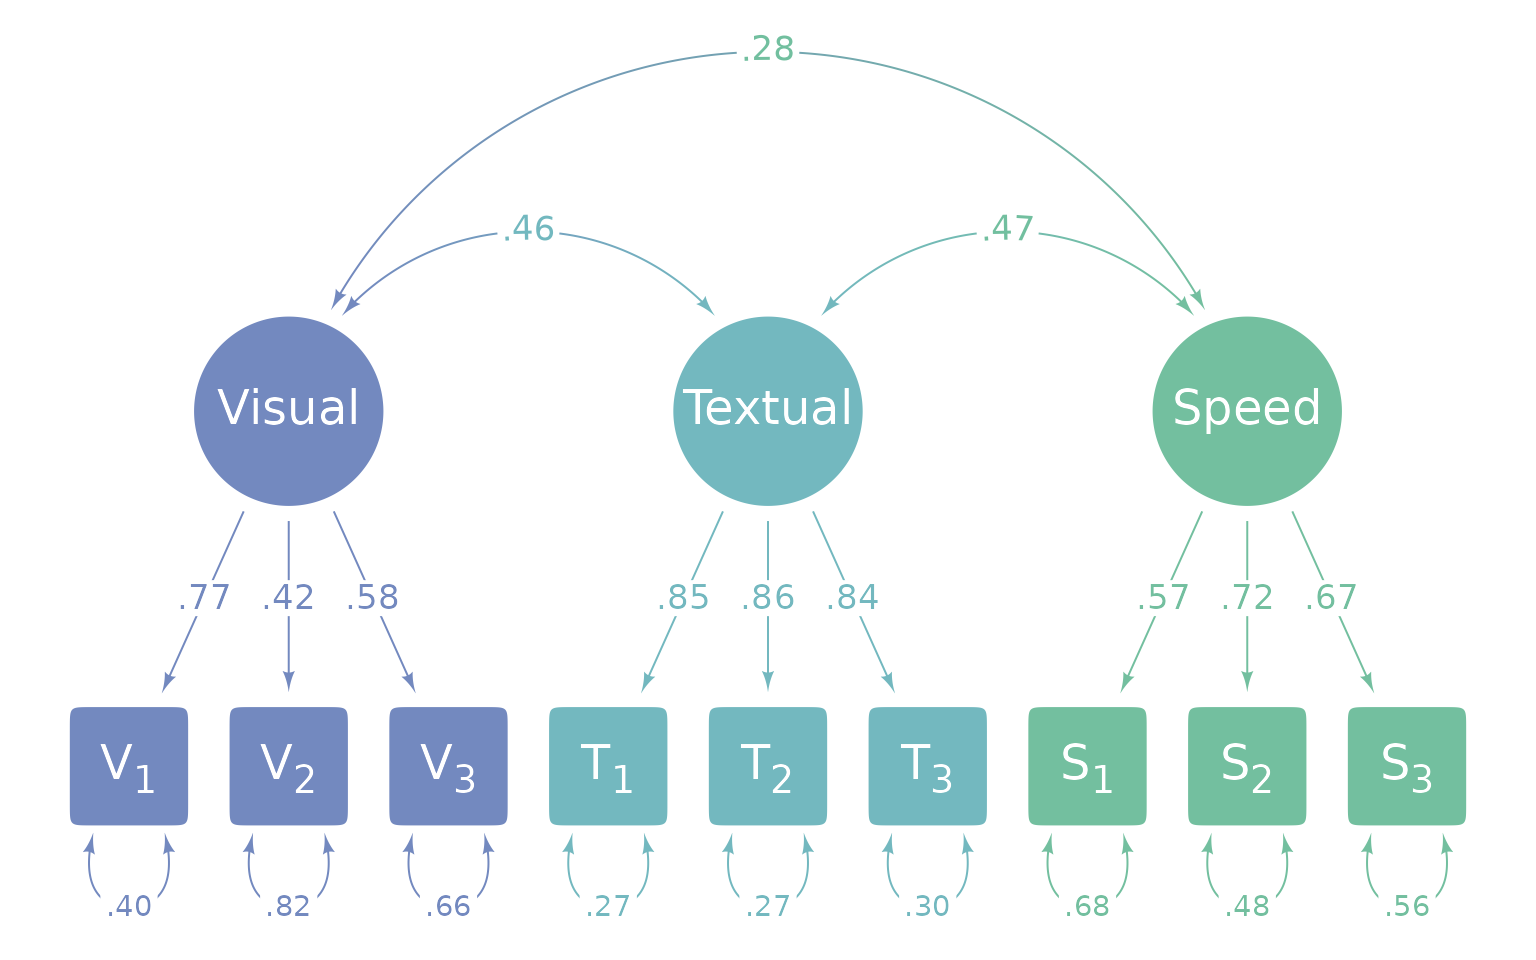 .28
.46 .47
Visual Textual Speed
.77 .42 .58 .85 .86 .84 .57 .72 .67
V₁ V₂ V₃ T₁ T₂ T₃ S₁ S₂ S₃
.40 .82 .66 .27 .27 .30 .68 .48 .56